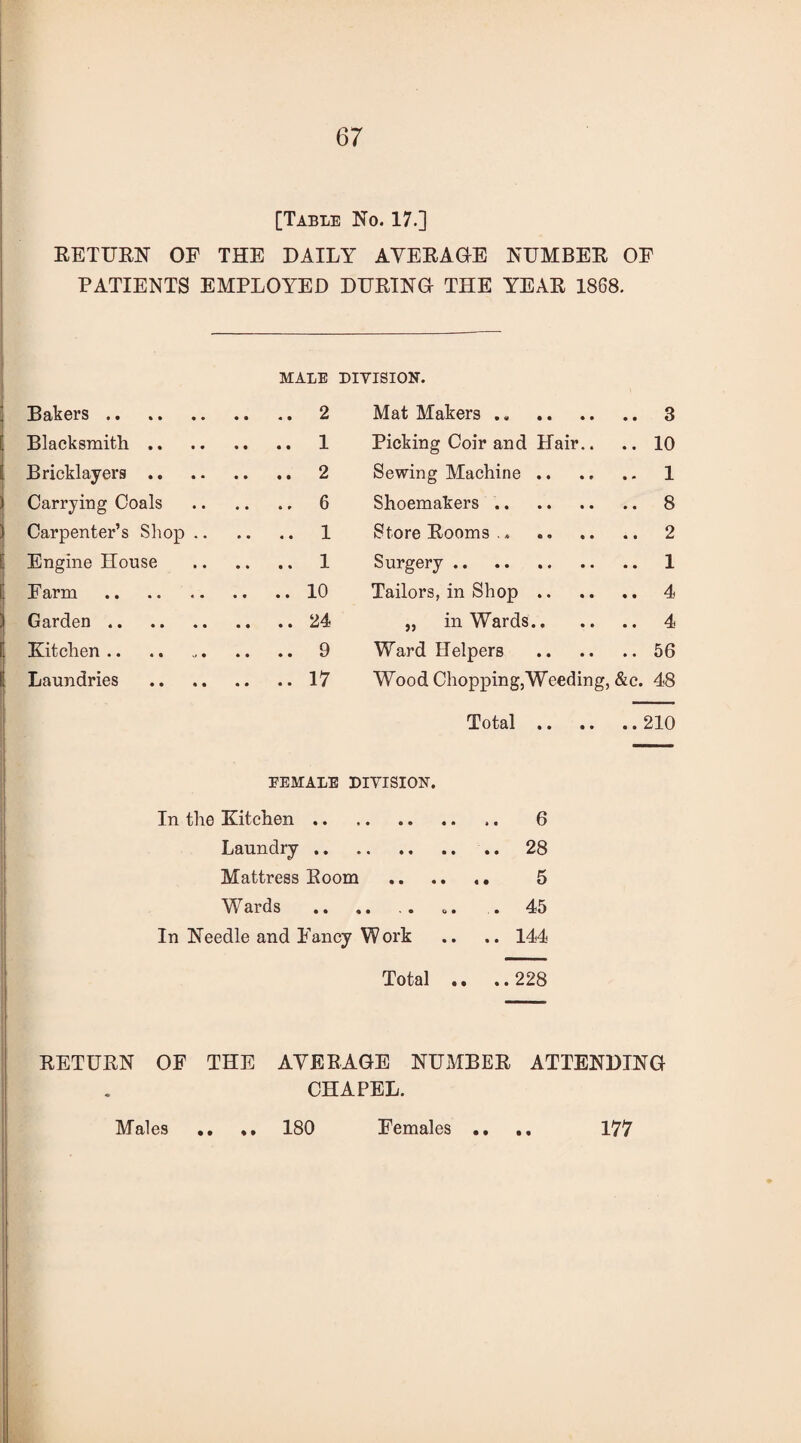 67
[Table No. 17.]
RETURN OF THE DAILY AVERAGE NUMBER OF
PATIENTS EMPLOYED DURING THE YEAR 1868.
MALE DIVISION.
Bakers .. .. .. .. .. 2
Blacksmith .. .. .. .. 1
Bricklayers .. .. .. .. 2
Carrying Coals .. .. .. 6
Carpenter's Shop .. .. .. 1
Engine House .. .. .. 1
Farm .. .. .. .. .. 10
Garden .. .. .. .. .. 24
Kitchen .. .. .. .. .. 9
Laundries .. .. .. .. 17
Mat Makers .. .. .. .. 3
Picking Coir and Hair.. .. 10
Sewing Machine .. .. .. 1
Shoemakers .. .. .. .. 8
Store Rooms .. .. .. .. 2
Surgery .. .. .. .. .. 1
Tailors, in Shop .. .. .. 4
„ in Wards.. .. .. 4
Ward Helpers .. .. .. 56
Wood Chopping, Weeding, &c. 48
Total .. .. .. 210
FEMALE DIVISION.
In the Kitchen .. .. .. .. .. 6
Laundry .. .. .. .. .. 28
Mattress Room .. .. .. 5
Wards .. .. .. .. . 45
In Needle and Fancy Work .. .. 144
Total .. .. 228
RETURN OF THE AVERAGE NUMBER ATTENDING
CHAPEL.
Males .. .. 180 Females .. .. 177